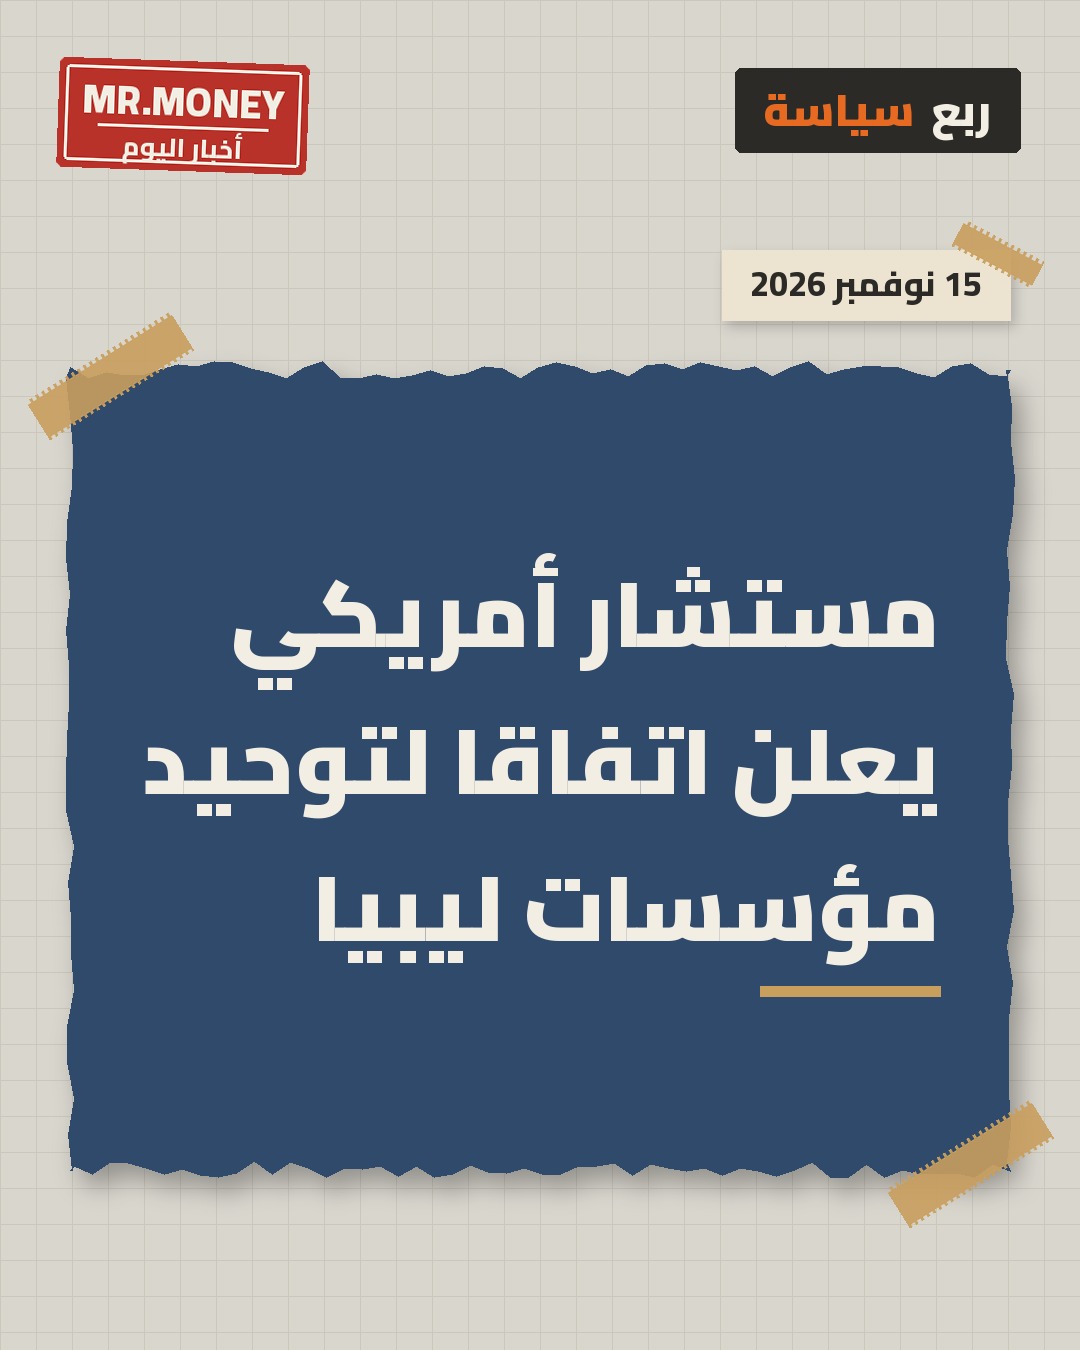 ربع سياسة
MR.MONEY
أخبار اليوم
15 نوفمبر 2026
مستشار أمريكي
يعلن اتفاقا لتوحيد
مؤسسات ليبيا